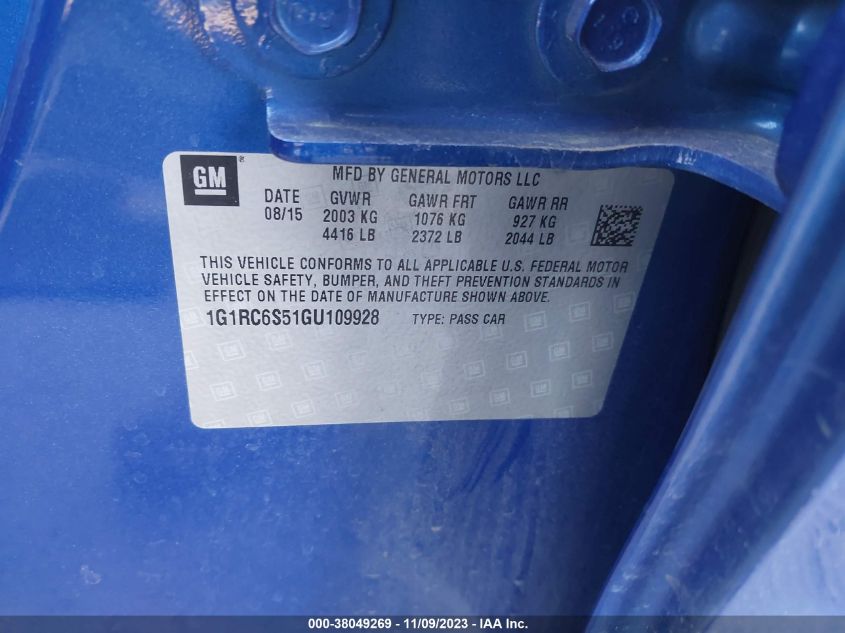 GM®
MFD BY GENERAL MOTORS LLC
DATE GVWR GAWR FRT GAWR RR
08/15 2003 KG 1076 KG 927 KG
4416 LB 2372 LB 2044 LB
THIS VEHICLE CONFORMS TO ALL APPLICABLE U.S. FEDERAL MOTOR
VEHICLE SAFETY, BUMPER, AND THEFT PREVENTION STANDARDS IN
EFFECT ON THE DATE OF MANUFACTURE SHOWN ABOVE.
1G1RC6S51GU109928 TYPE: PASS CAR
000-38049269 - 11/09/2023 - IAA Inc.